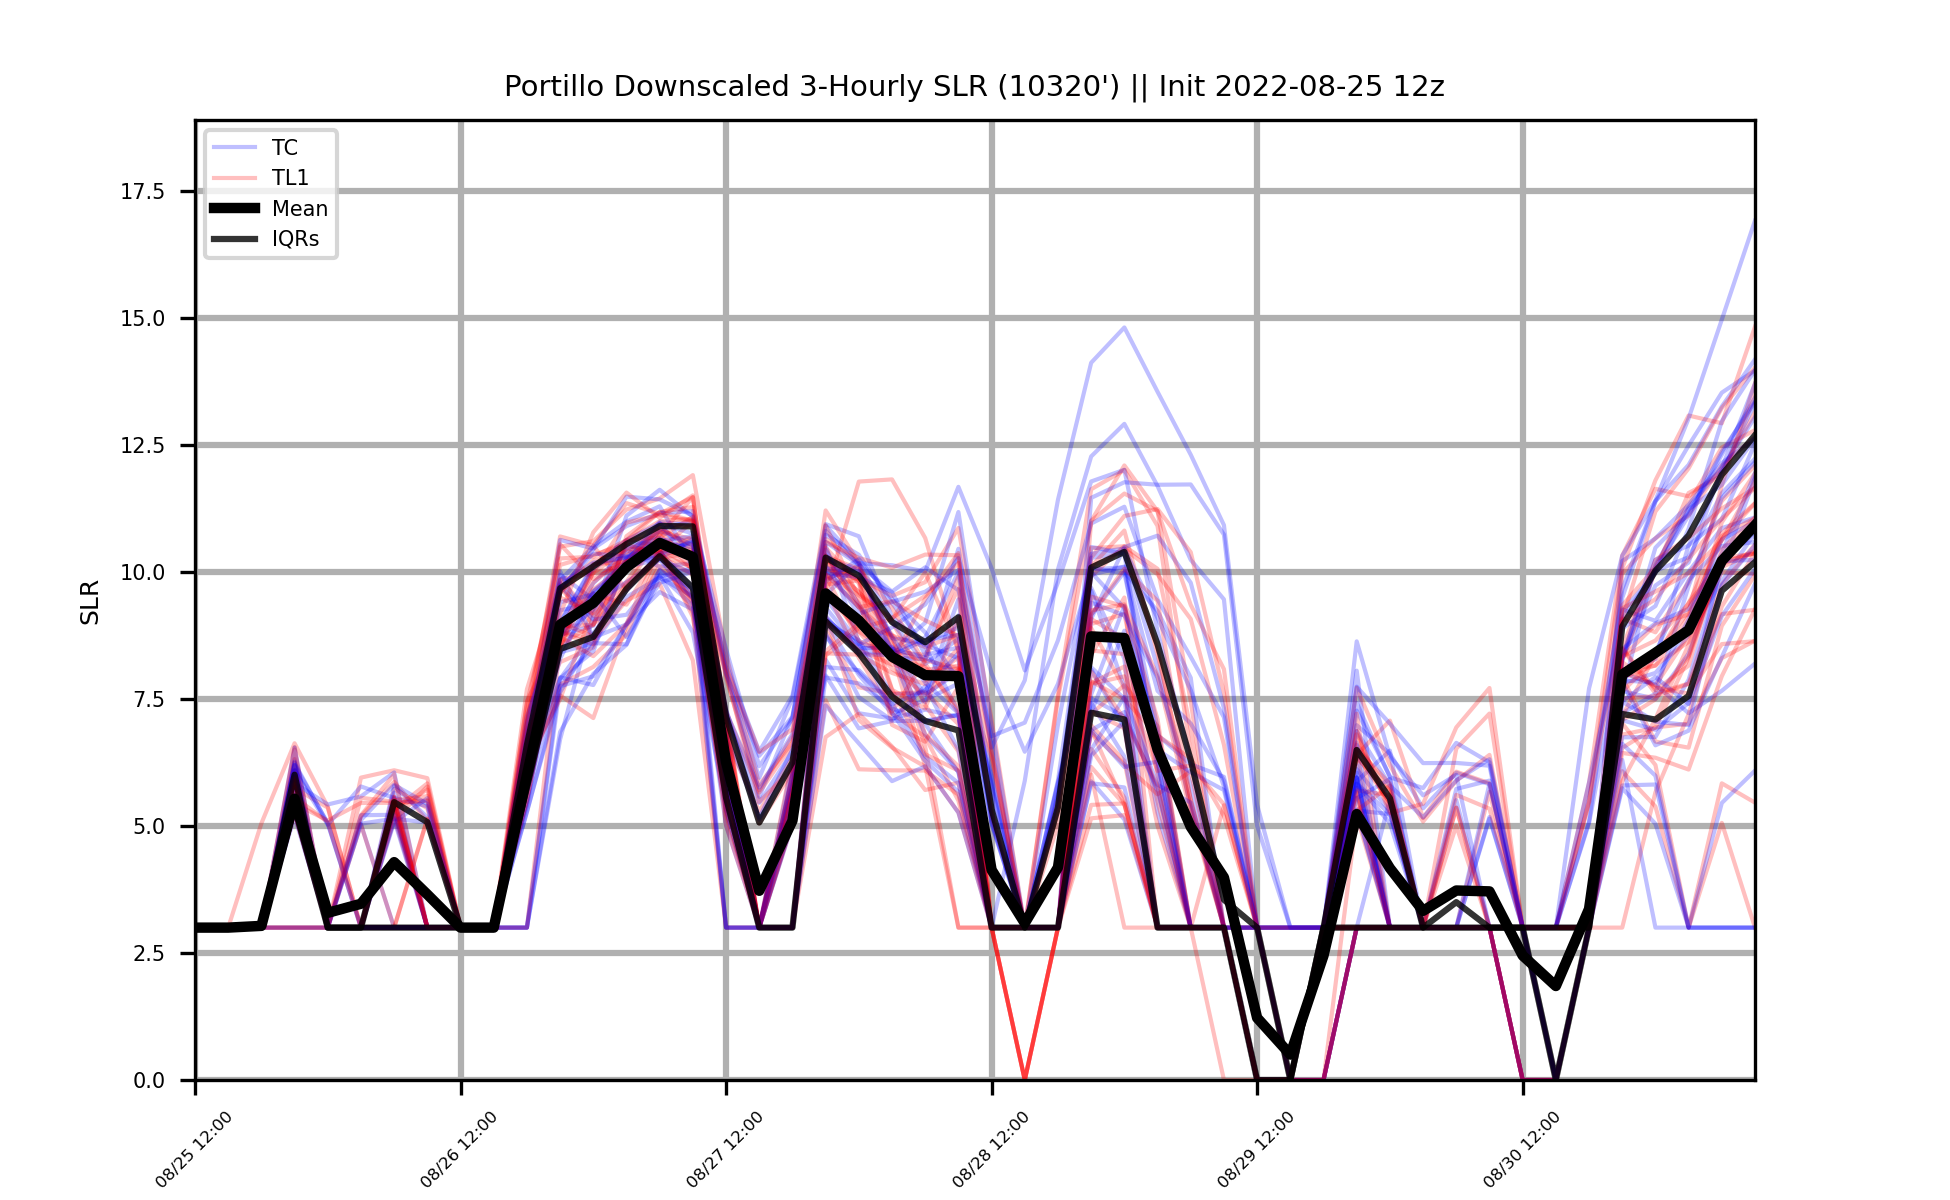 Portillo Downscaled 3-Hourly SLR (10320') || Init 2022-08-25 12z
TC
TL1
Mean
IQRs
SLR
17.5
15.0
12.5
10.0
7.5
5.0
2.5
0.0
08/25 12:00
08/26 12:00
08/27 12:00
08/28 12:00
08/29 12:00
08/30 12:00